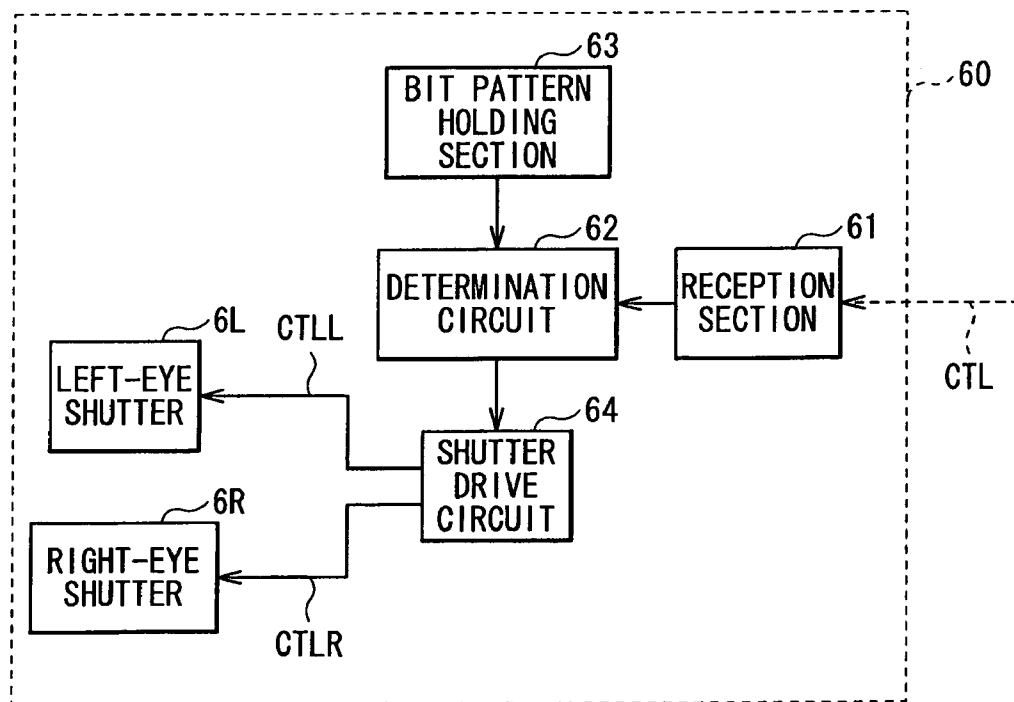 63
BIT PATTERN
HOLDING
SECTION
60
62
61
DETERMINATION
CIRCUIT
RECEPTION
SECTION
CTL
6L
CTLL
LEFT-EYE
SHUTTER
64
SHUTTER
DRIVE
CIRCUIT
6R
RIGHT-EYE
SHUTTER
CTLR